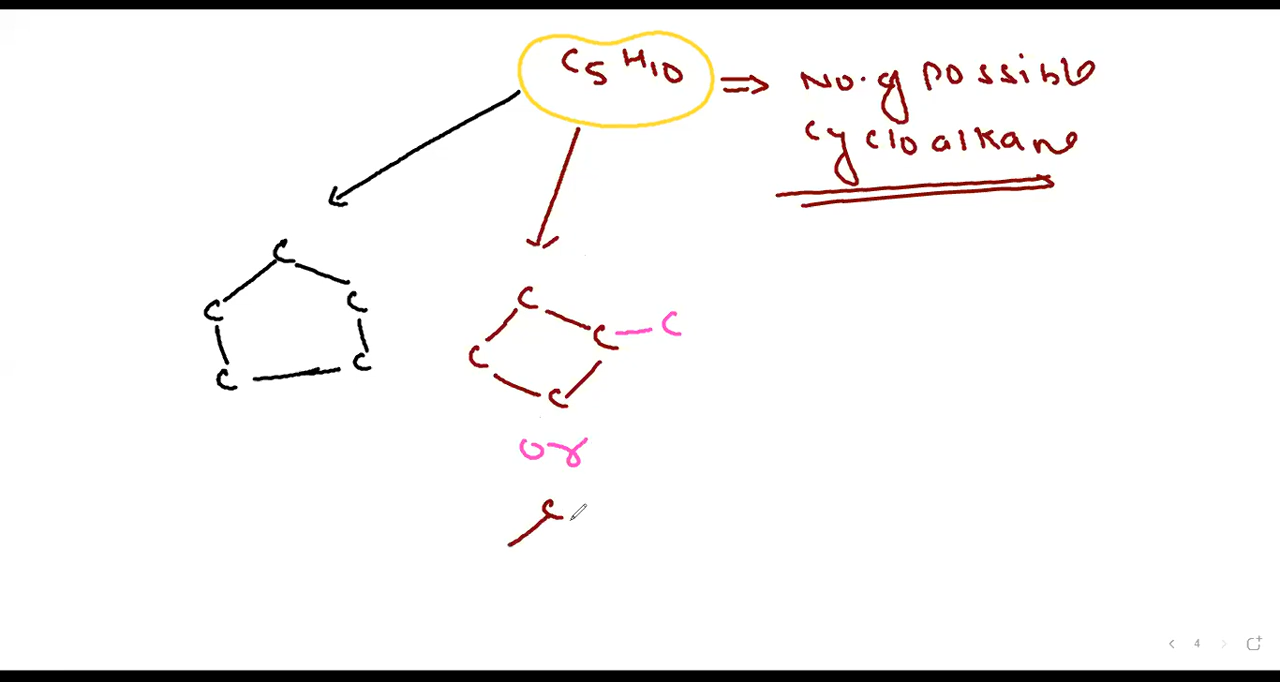 C5H10 ⇒ No. of possible
cycloalkane
C
C C
C C
C
C C – C
C
or
C
4